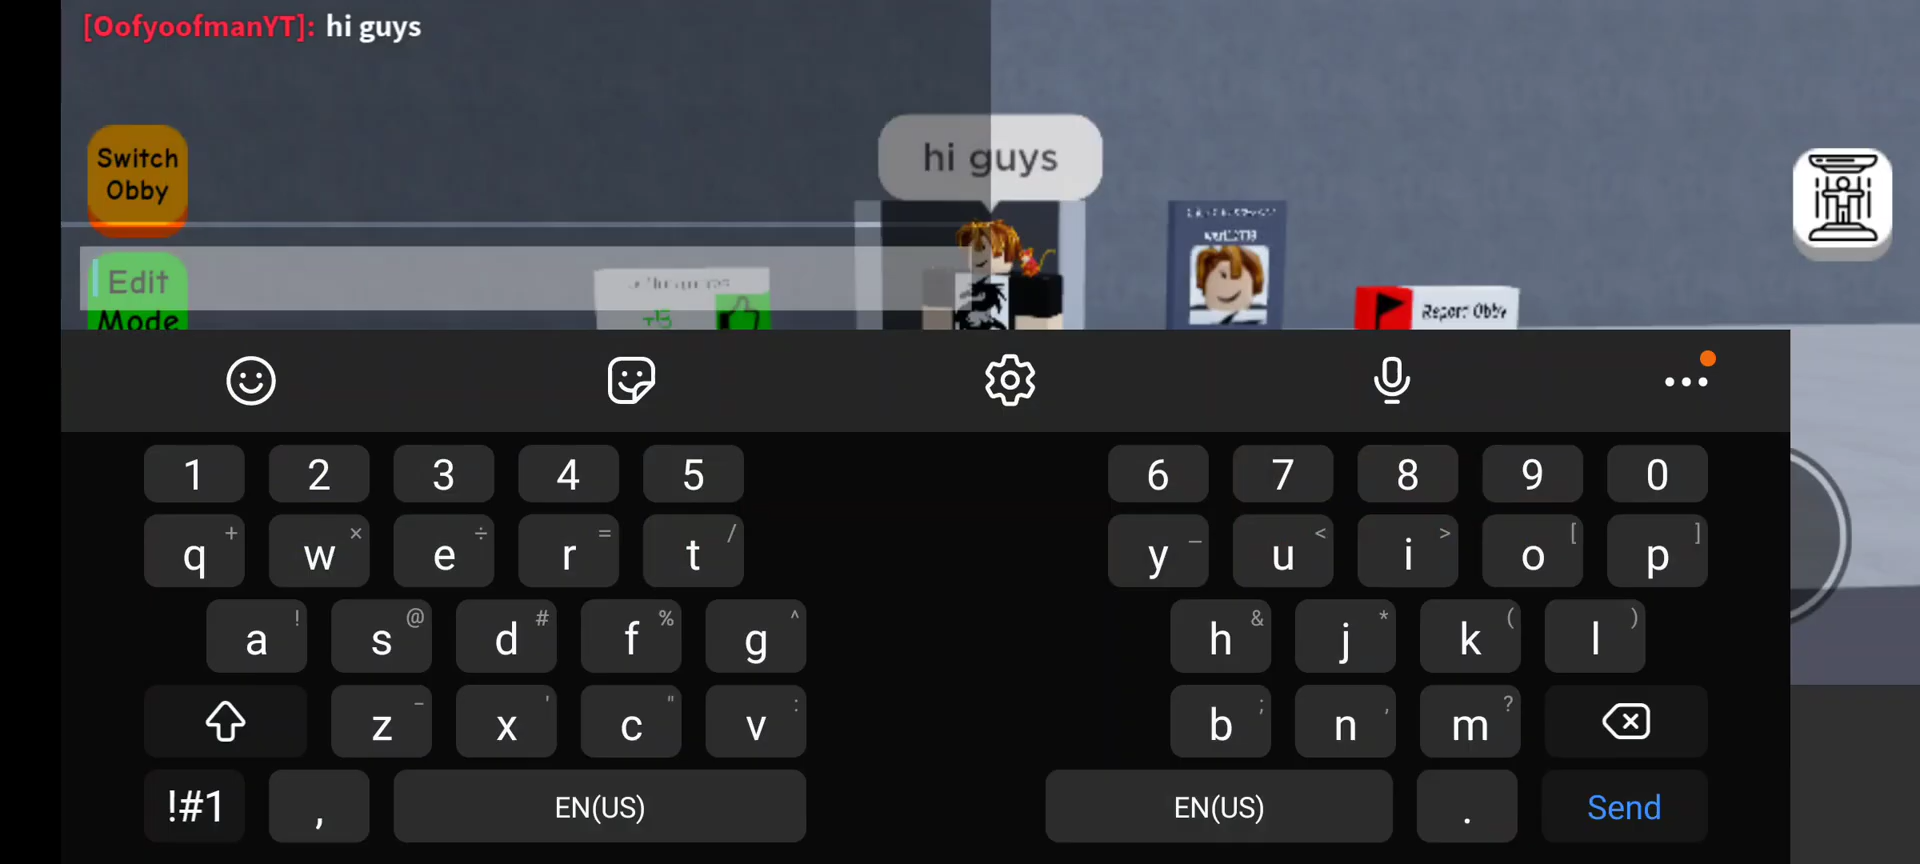 [OofyoofmanYT]: hi guys
Switch
Obby
hi guys
Edit
Mode
+15
Report Obby
1 2 3 4 5 6 7 8 9 0
q + w × e ÷ r = t / y _ u < i > o [ p ]
a ! s @ d # f % g ^ h & j * k ( l )
z - x ' c " v : b ; n , m ?
!#1 , EN(US) EN(US) . Send